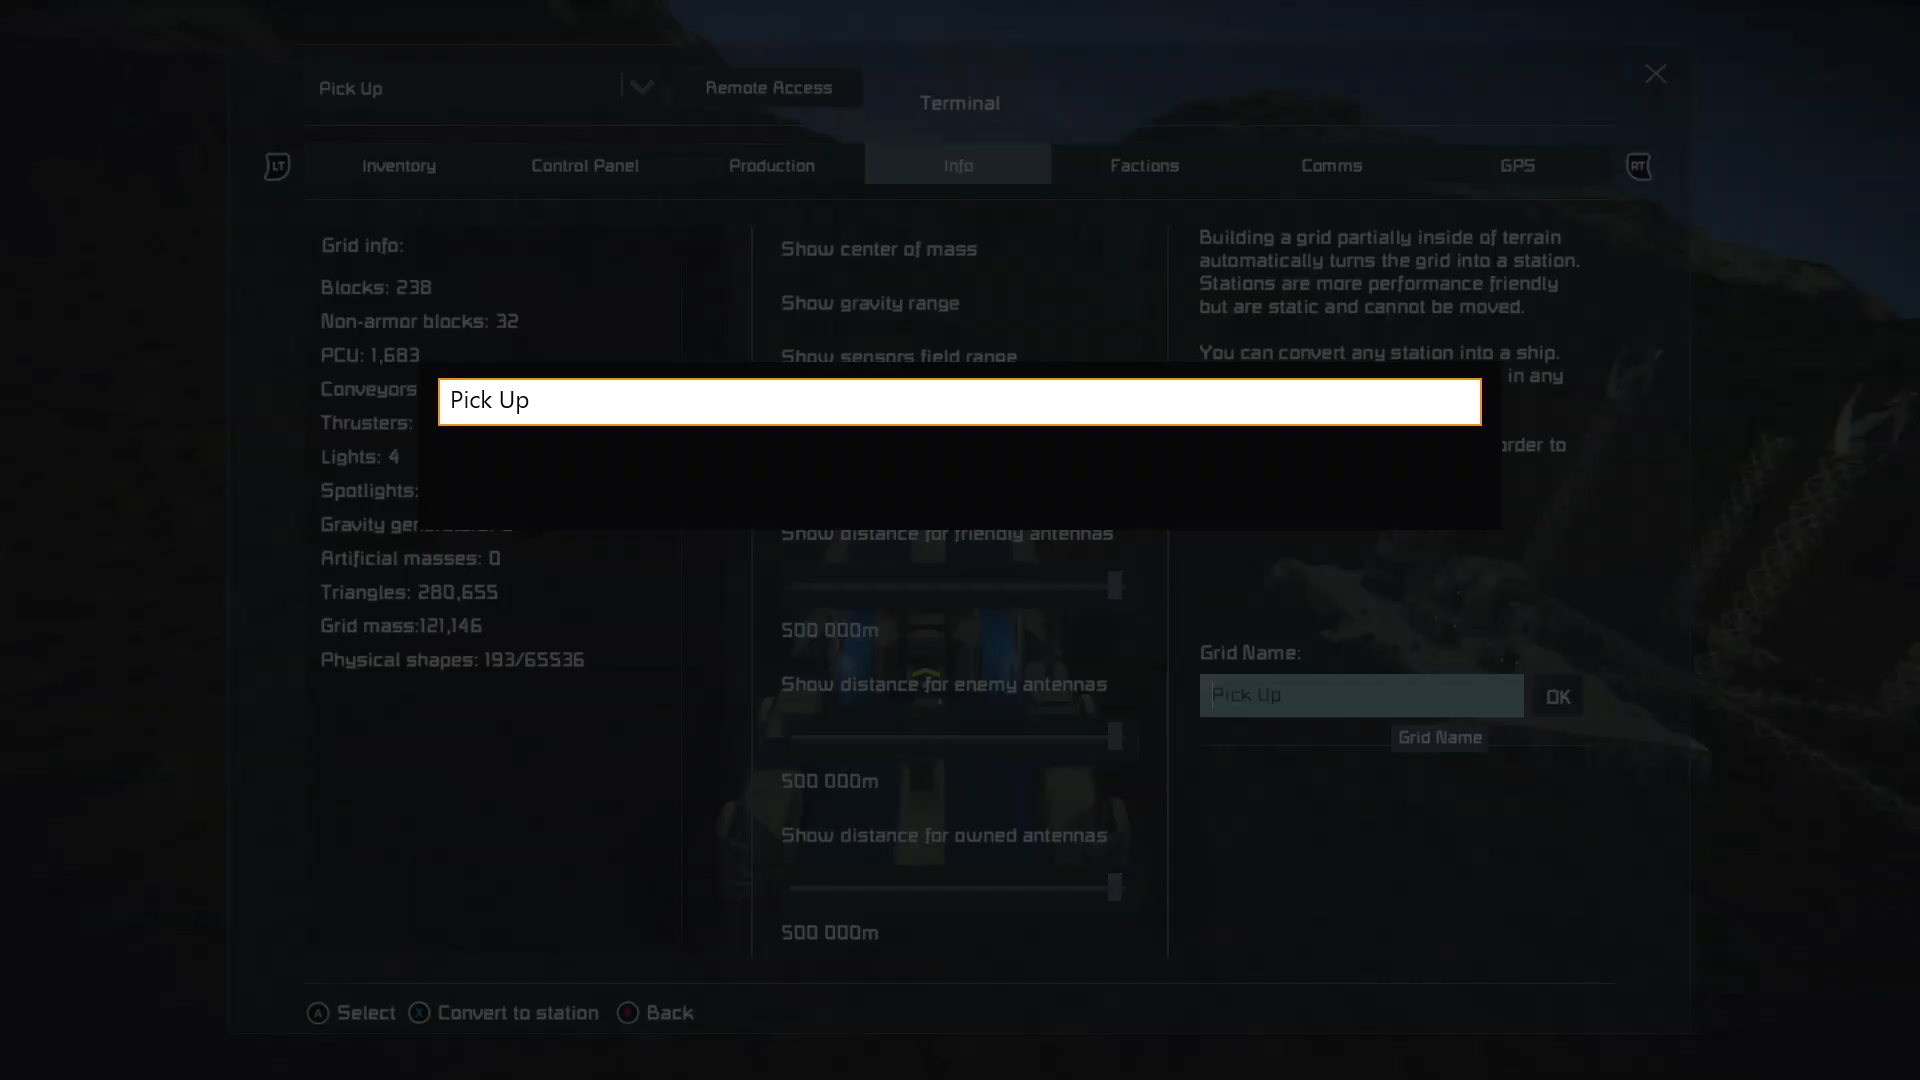 Pick Up
Remote Access
Terminal
LT
Inventory
Control Panel
Production
Info
Factions
Comms
GPS
RT
Grid info:
Blocks: 238
Non-armor blocks: 32
PCU: 1,683
Conveyors
Thrusters:
Lights: 4
Spotlights:
Gravity
Artificial masses: 0
Triangles: 280,655
Grid mass:121,146
Physical shapes: 193/65536
Show center of mass
Show gravity range
Show sensors field range
Pick Up
Show distance for friendly antennas
500 000m
Show distance for enemy antennas
500 000m
Show distance for owned antennas
500 000m
Building a grid partially inside of terrain
automatically turns the grid into a station.
Stations are more performance friendly
but are static and cannot be moved.
You can convert any station into a ship.
in any
order to
Grid Name:
Pick Up
OK
Grid Name
A Select
X Convert to station
Back